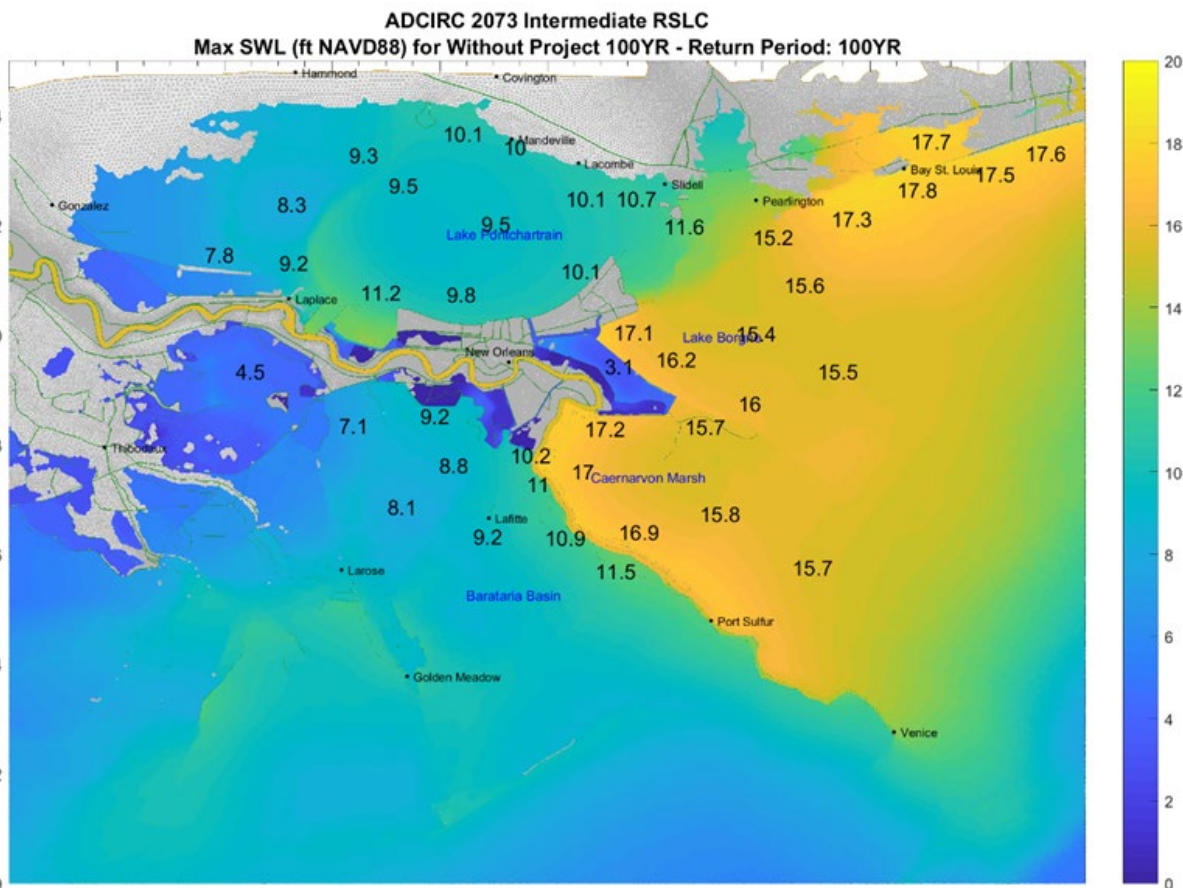 ADCIRC 2073 Intermediate RSLC
Max SWL (ft NAVD88) for Without Project 100YR - Return Period: 100YR
20
Hammond
Covington
18
10.1
Mandeville
10
17.7
17.6
9.3
Lacombe
Bay St. Louis
17.5
9.5
Slidell
17.8
16
8.3
10.1
10.7
Pearlington
Gonzalez
17.3
9.5
11.6
Lake Pontchartrain
15.2
14
7.8
9.2
10.1
15.6
11.2
9.8
Laplace
12
17.1
Lake Borgne
15.4
New Orleans
16.2
3.1
4.5
15.5
10
16
9.2
7.1
17.2
15.7
Thibodaux
10.2
8.8
17
Caernarvon Marsh
11
8.1
15.8
Lafitte
8
9.2
10.9
16.9
11.5
15.7
Larose
Barataria Basin
Port Sulfur
6
Golden Meadow
4
Venice
2
0